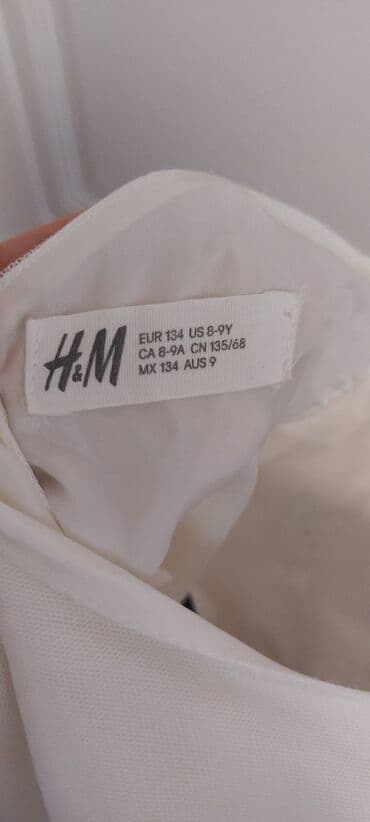 H&M
EUR 134 US 8-9Y
CA 8-9A CN 135/68
MX 134 AUS 9